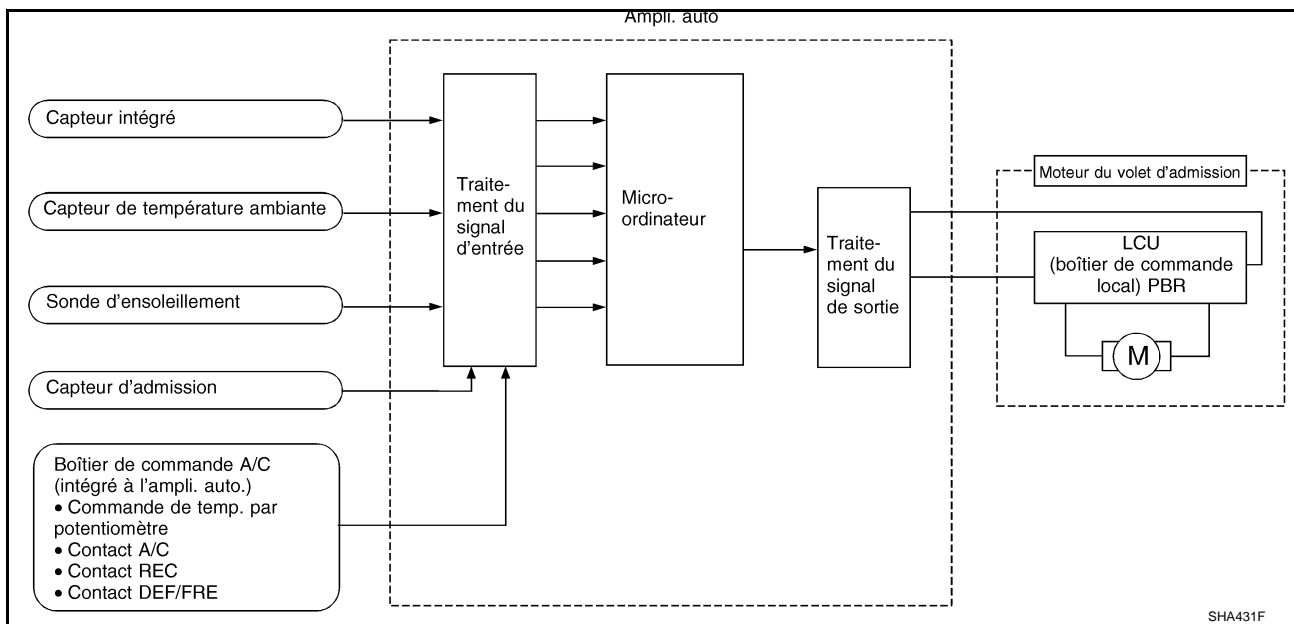 Ampli. auto
Capteur intégré
Capteur de température ambiante
Sonde d'ensoleillement
Capteur d'admission
Boîtier de commande A/C
(intégré à l'ampli. auto.)
• Commande de temp. par
potentiomètre
• Contact A/C
• Contact REC
• Contact DEF/FRE
Traite-
ment du
signal
d'entrée
Micro-
ordinateur
Traite-
ment du
signal
de sortie
Moteur du volet d'admission
LCU
(boîtier de commande
local) PBR
M
SHA431F